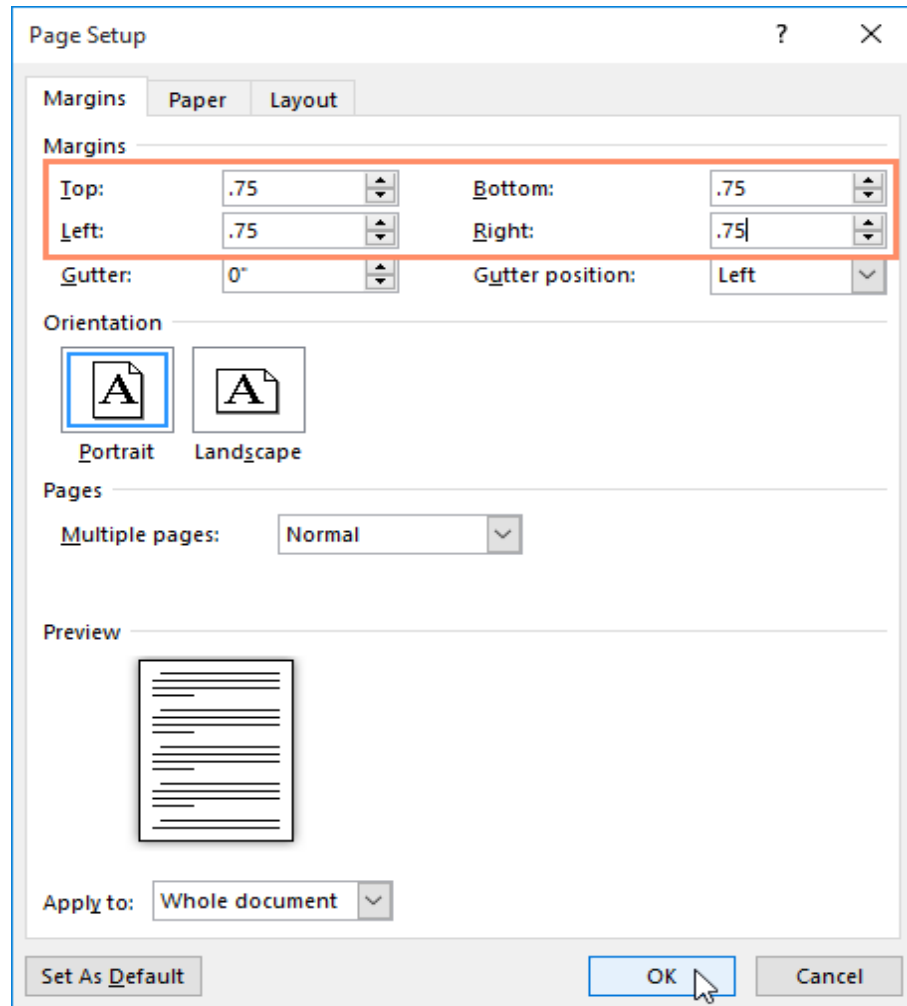 Page Setup ?
Margins Paper Layout
Margins
Top: .75 Bottom: .75
Left: .75 Right: .75
Gutter: 0" Gutter position: Left
Orientation
A A
Portrait Landscape
Pages
Multiple pages: Normal
Preview
Apply to: Whole document
Set As Default OK Cancel